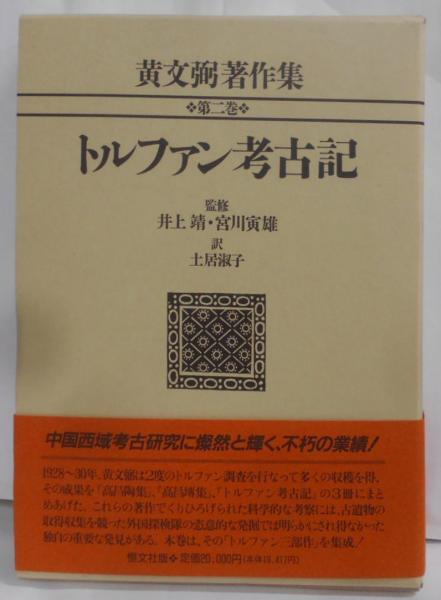 黄文弼著作集
❖第二巻❖
トルファン考古記
監修
井上靖・宮川寅雄
訳
土居淑子
中国西域考古研究に燦然と輝く、不朽の業績！
1928～30年、黄文弼は2度のトルファン調査を行なって多くの収穫を得、
その成果を『高昌陶集』、『高昌磚集』、『トルファン考古記』の3冊にまと
めあげた。これらの著作でくりひろげられた科学的な考察には、古遺物の
取得収集を競った外国探検隊の恣意的な発掘では明らかにされ得なかった
独自の重要な発見がある。本巻は、その「トルファン三部作」を集成！
恒文社版❖定価20,000円（本体19,417円）